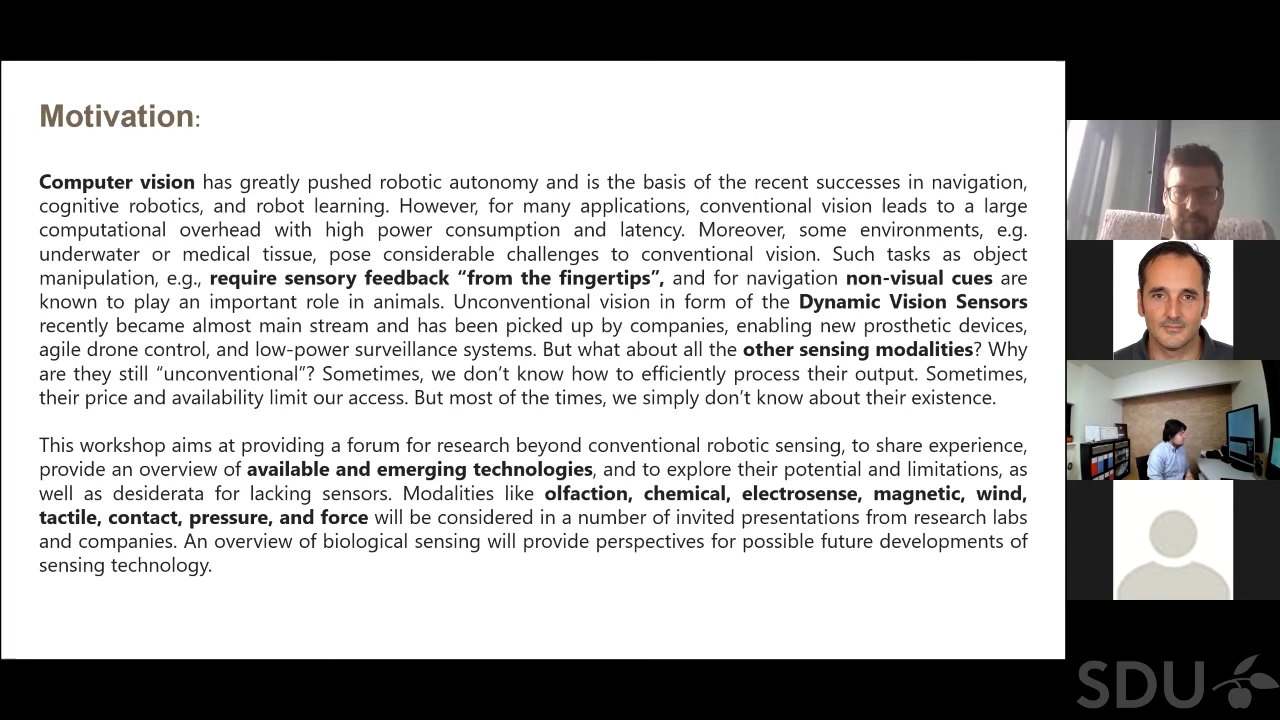 Motivation:
Computer vision has greatly pushed robotic autonomy and is the basis of the recent successes in navigation,
cognitive robotics, and robot learning. However, for many applications, conventional vision leads to a large
computational overhead with high power consumption and latency. Moreover, some environments, e.g.
underwater or medical tissue, pose considerable challenges to conventional vision. Such tasks as object
manipulation, e.g., require sensory feedback “from the fingertips”, and for navigation non-visual cues are
known to play an important role in animals. Unconventional vision in form of the Dynamic Vision Sensors
recently became almost main stream and has been picked up by companies, enabling new prosthetic devices,
agile drone control, and low-power surveillance systems. But what about all the other sensing modalities? Why
are they still “unconventional”? Sometimes, we don’t know how to efficiently process their output. Sometimes,
their price and availability limit our access. But most of the times, we simply don’t know about their existence.
This workshop aims at providing a forum for research beyond conventional robotic sensing, to share experience,
provide an overview of available and emerging technologies, and to explore their potential and limitations, as
well as desiderata for lacking sensors. Modalities like olfaction, chemical, electrosense, magnetic, wind,
tactile, contact, pressure, and force will be considered in a number of invited presentations from research labs
and companies. An overview of biological sensing will provide perspectives for possible future developments of
sensing technology.
SDU